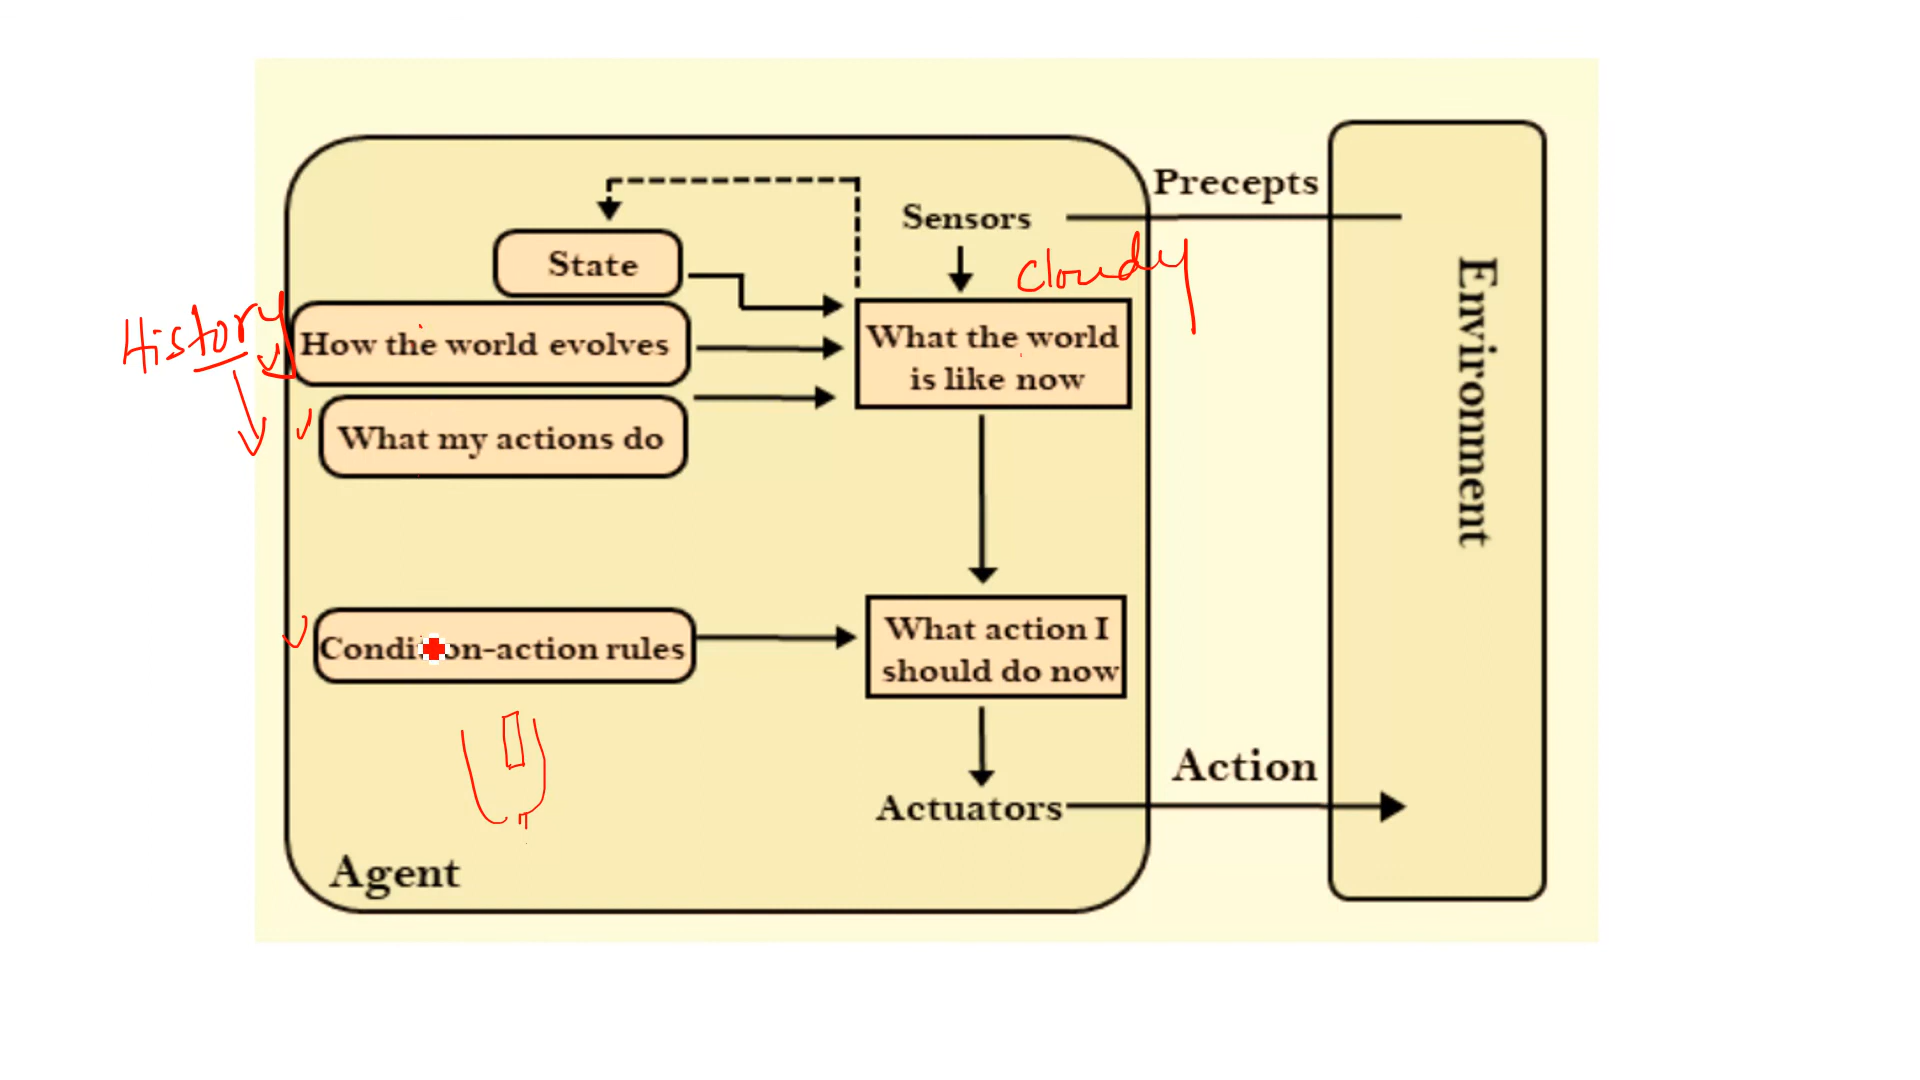 Precepts
Sensors
Cloudy
State
History
How the world evolves
What the world
is like now
What my actions do
Environment
Condition-action rules
What action I
should do now
Action
Actuators
Agent